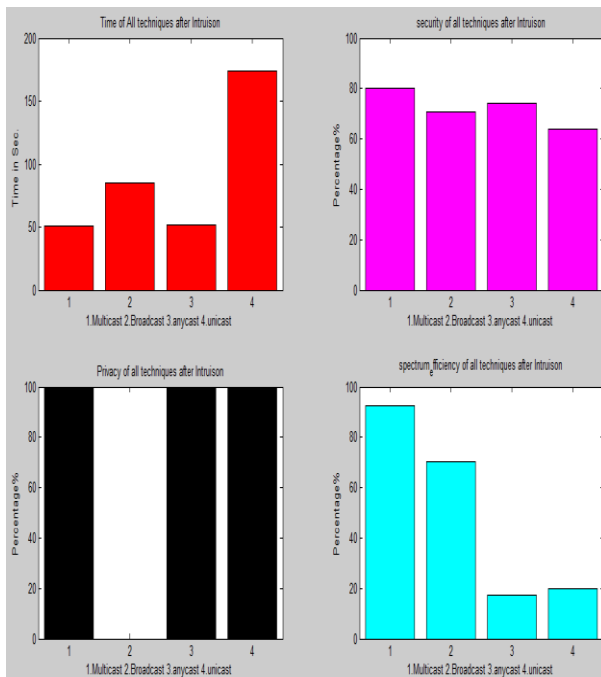 Time of All techniques after Intruison
200
150
100
50
0
Time in Sec.
1 2 3 4
1.Multicast 2.Broadcast 3.anycast 4.unicast
security of all techniques after Intruison
100
80
60
40
20
0
Percentage%
1 2 3 4
1.Multicast 2.Broadcast 3.anycast 4.unicast
Privacy of all techniques after Intruison
100
80
60
40
20
0
Percentage%
1 2 3 4
1.Multicast 2.Broadcast 3.anycast 4.unicast
spectrumefficiency of all techniques after Intruison
100
80
60
40
20
0
Percentage%
1 2 3 4
1.Multicast 2.Broadcast 3.anycast 4.unicast